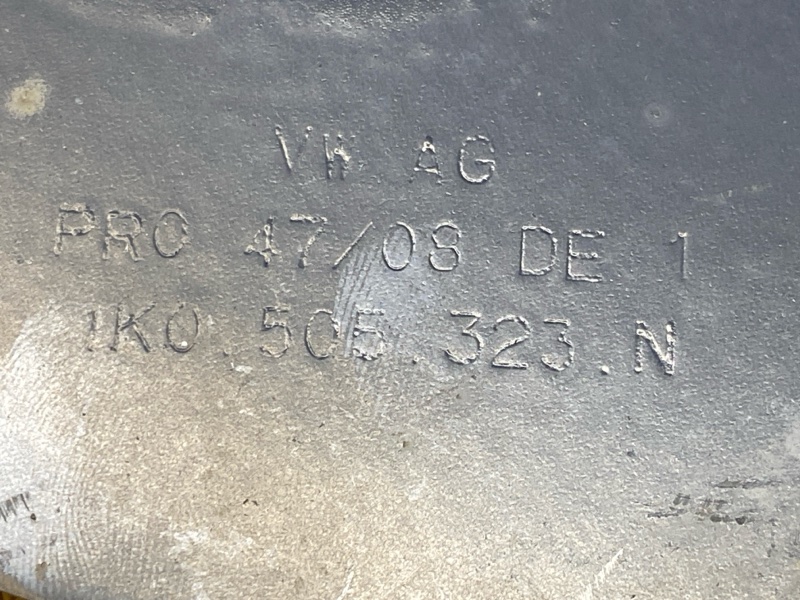 VW AG
PRO 47/08 DE 1
1K0.505.323.N